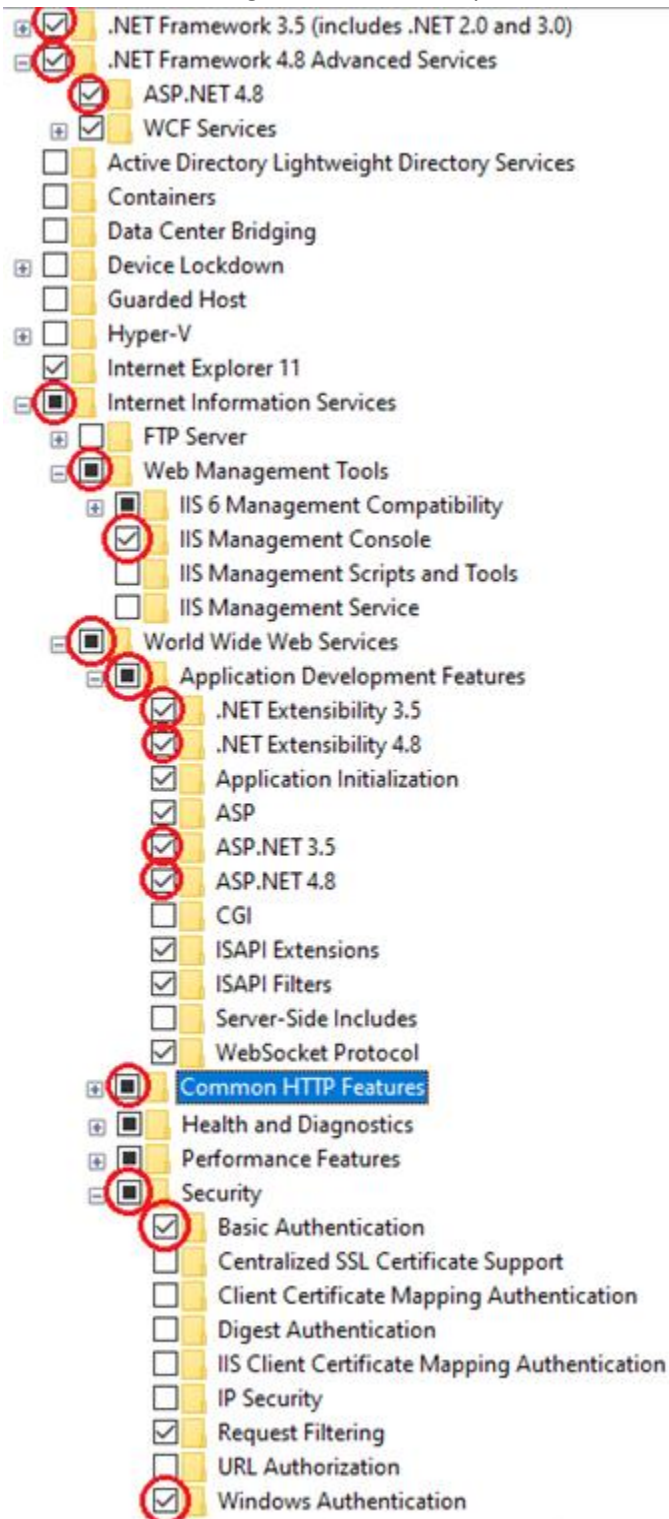 .NET Framework 3.5 (includes .NET 2.0 and 3.0)
.NET Framework 4.8 Advanced Services
ASP.NET 4.8
WCF Services
Active Directory Lightweight Directory Services
Containers
Data Center Bridging
Device Lockdown
Guarded Host
Hyper-V
Internet Explorer 11
Internet Information Services
FTP Server
Web Management Tools
IIS 6 Management Compatibility
IIS Management Console
IIS Management Scripts and Tools
IIS Management Service
World Wide Web Services
Application Development Features
.NET Extensibility 3.5
.NET Extensibility 4.8
Application Initialization
ASP
ASP.NET 3.5
ASP.NET 4.8
CGI
ISAPI Extensions
ISAPI Filters
Server-Side Includes
WebSocket Protocol
Common HTTP Features
Health and Diagnostics
Performance Features
Security
Basic Authentication
Centralized SSL Certificate Support
Client Certificate Mapping Authentication
Digest Authentication
IIS Client Certificate Mapping Authentication
IP Security
Request Filtering
URL Authorization
Windows Authentication